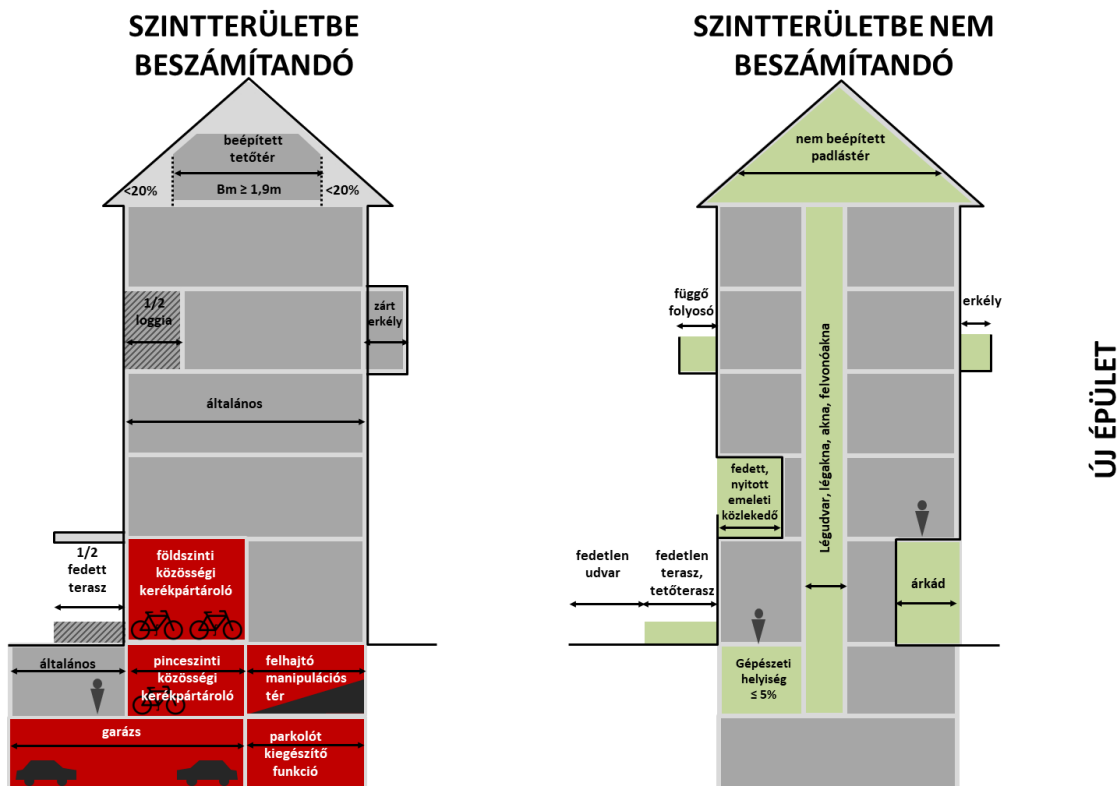 SZINTTERÜLETBE
BESZÁMÍTANDÓ
beépített
tetőtér
<20%
Bm ≥ 1,9m
<20%
1/2
loggia
zárt
erkély
általános
1/2
fedett
terasz
földszinti
közösségi
kerékpártároló
általános
pinceszinti
közösségi
kerékpártároló
felhajtó
manipulációs
tér
garázs
parkolót
kiegészítő
funkció
SZINTTERÜLETBE NEM
BESZÁMÍTANDÓ
nem beépített
padlástér
függő
folyosó
erkély
Légudvar, légakna, akna, felvonóakna
fedett,
nyitott
emeleti
közlekedő
fedetlen
udvar
fedetlen
terasz,
tetőterasz
árkád
Gépészeti
helyiség
≤ 5%
ÚJ ÉPÜLET